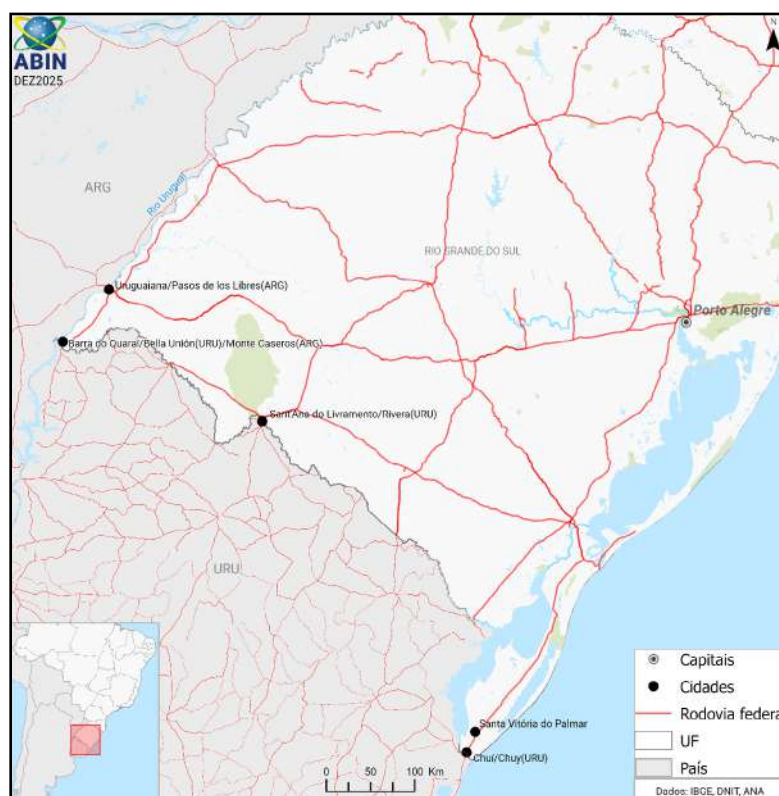 ABIN
DEZ2025
N
ARG
Rio Uruguai
RIO GRANDE DO SUL
Uruguaiana/Pasos de los Libres(ARG)
Porto Alegre
Barra do Quaraí/Bella Unión(URU)/Monte Caseros(ARG)
Sant'Ana do Livramento/Rivera(URU)
URU
Santa Vitória do Palmar
Chuí/Chuy(URU)
0 50 100 Km
Capitais
Cidades
Rodovia federa
UF
País
Dados: IBGE, DNIT, ANA